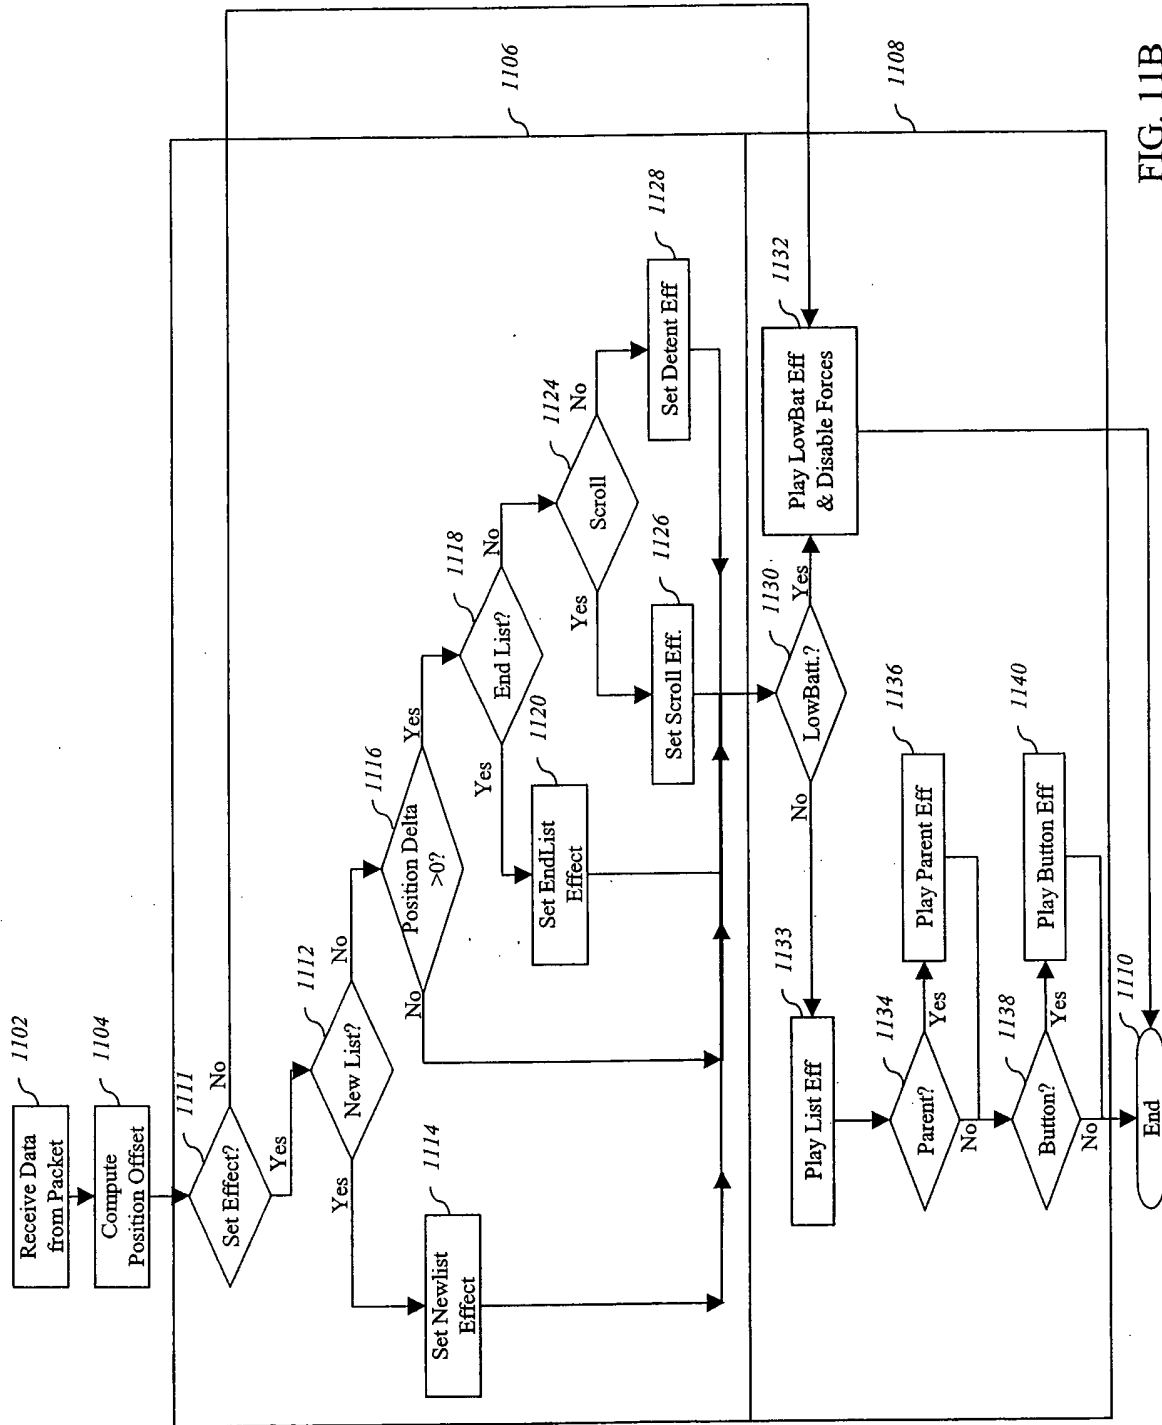 Receive Data
from Packet
1102
Compute
Position Offset
1104
Set Effect?
1111
No
Yes
New List?
1112
Yes
No
Set Newlist
Effect
1114
Position Delta
>0?
1116
No
Yes
End List?
1118
Yes
No
Set EndList
Effect
1120
Scroll
1124
Yes
No
Set Scroll Eff.
1126
Set Detent Eff
1128
1106
LowBatt.?
1130
Yes
No
Play LowBat Eff
& Disable Forces
1132
Play List Eff
1133
Parent?
1134
Yes
No
Play Parent Eff
1136
Button?
1138
Yes
No
Play Button Eff
1140
1108
End
1110
FIG. 11B